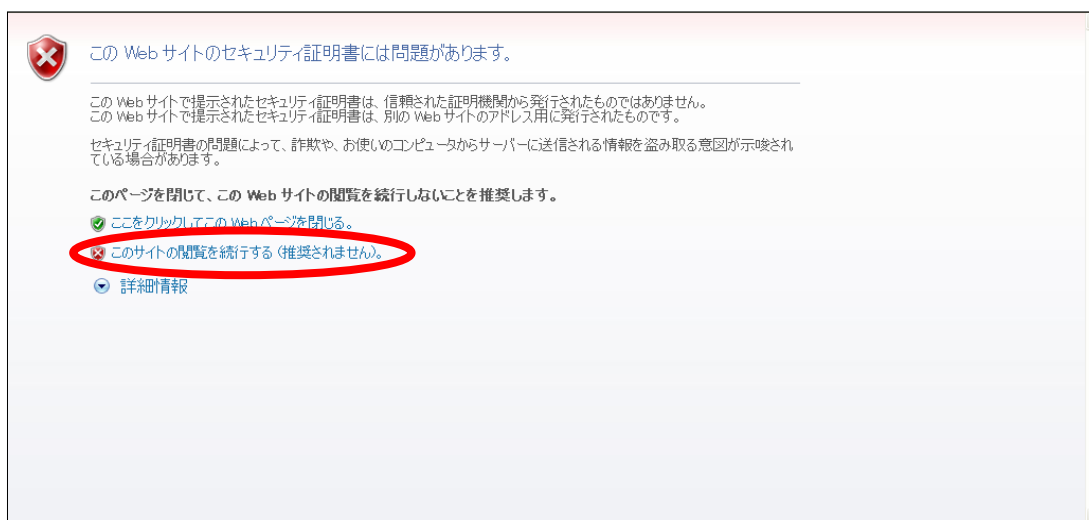 この Web サイトのセキュリティ証明書には問題があります。
この Web サイトで提示されたセキュリティ証明書は、信頼された証明機関から発行されたものではありません。
この Web サイトで提示されたセキュリティ証明書は、別の Web サイトのアドレス用に発行されたものです。
セキュリティ証明書の問題によって、詐欺や、お使いのコンピュータからサーバーに送信される情報を盗み取る意図が示唆され
ている場合があります。
このページを閉じて、この Web サイトの閲覧を続行しないことを推奨します。
ここをクリックしてこの Web ページを閉じる。
このサイトの閲覧を続行する (推奨されません)。
詳細情報